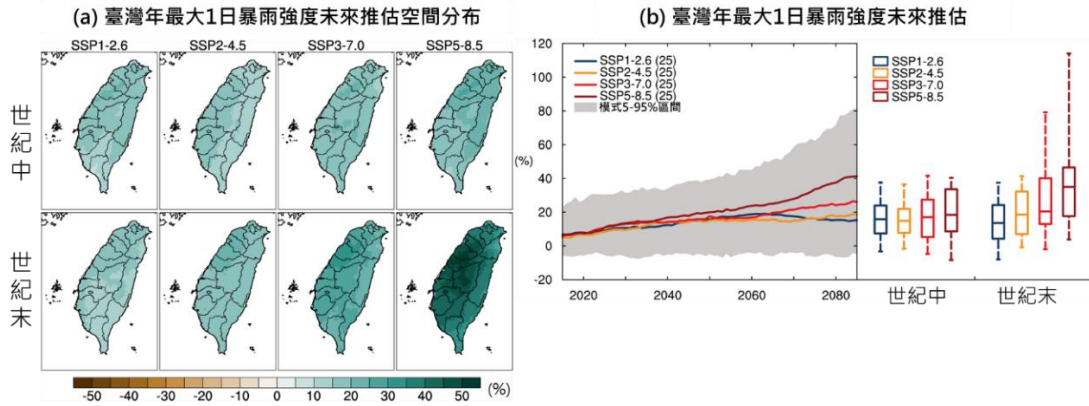 (a) 臺灣年最大1日暴雨強度未來推估空間分布
SSP1-2.6 SSP2-4.5 SSP3-7.0 SSP5-8.5
世紀中
世紀末
-50 -40 -30 -20 -10 0 10 20 30 40 50 (%)
(b) 臺灣年最大1日暴雨強度未來推估
120
100
80
60
40
20
0
-20
(%)
SSP1-2.6 (25)
SSP2-4.5 (25)
SSP3-7.0 (25)
SSP5-8.5 (25)
模式5-95%區間
2020 2040 2060 2080
SSP1-2.6
SSP2-4.5
SSP3-7.0
SSP5-8.5
世紀中 世紀末